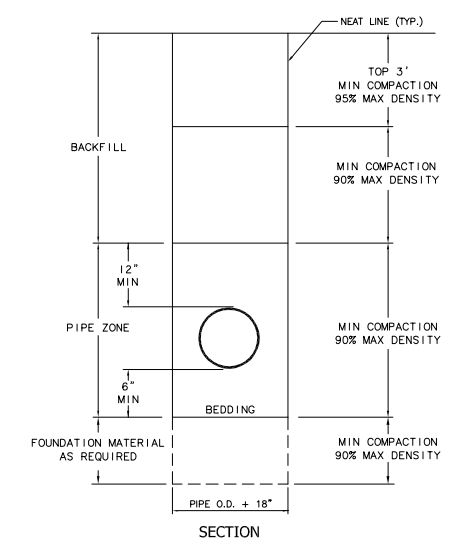 NEAT LINE (TYP.)
TOP 3'
MIN COMPACTION
95% MAX DENSITY
BACKFILL
MIN COMPACTION
90% MAX DENSITY
12"
MIN
PIPE ZONE
MIN COMPACTION
90% MAX DENSITY
6"
MIN
BEDDING
FOUNDATION MATERIAL
AS REQUIRED
MIN COMPACTION
90% MAX DENSITY
PIPE O.D. + 18"
SECTION